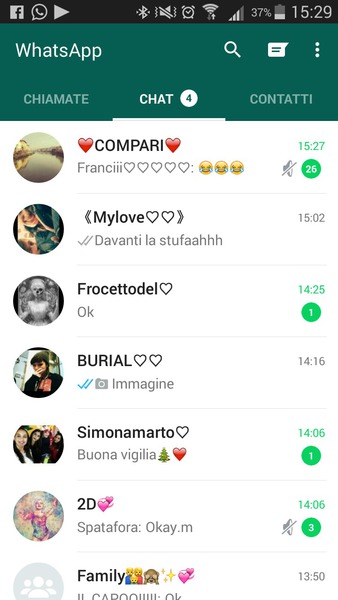 37% 15:29
WhatsApp
CHIAMATE CHAT 4 CONTATTI
❤️COMPARI❤️ 15:27
Franciii♡♡♡♡♡: 😂😂😂 26
《Mylove♡♡》 15:02
Davanti la stufaahhh
Frocettodel♡ 14:25
Ok 1
BURIAL♡♡ 14:16
Immagine
Simonamarto♡ 14:06
Buona vigilia🎄❤️ 1
2D💞 14:06
Spatafora: Okay.m 3
Family👪🙈✨💞 13:50
IL CAPOOIIIII: Ok